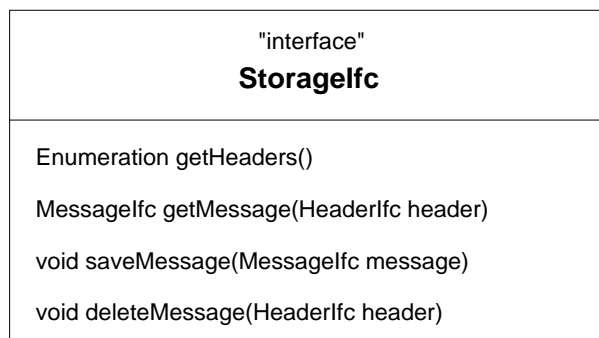 "interface"
StorageIfc
Enumeration getHeaders()
MessageIfc getMessage(HeaderIfc header)
void saveMessage(MessageIfc message)
void deleteMessage(HeaderIfc header)